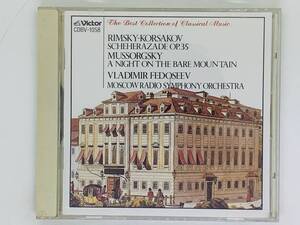 Victor
CDBV-1058
The Best Collection of Classical Music
RIMSKY-KORSAKOV
SCHEHERAZADE OP.35
MUSSORGSKY
A NIGHT ON THE BARE MOUNTAIN
VLADIMIR FEDOSEEV
MOSCOW RADIO SYMPHONY ORCHESTRA